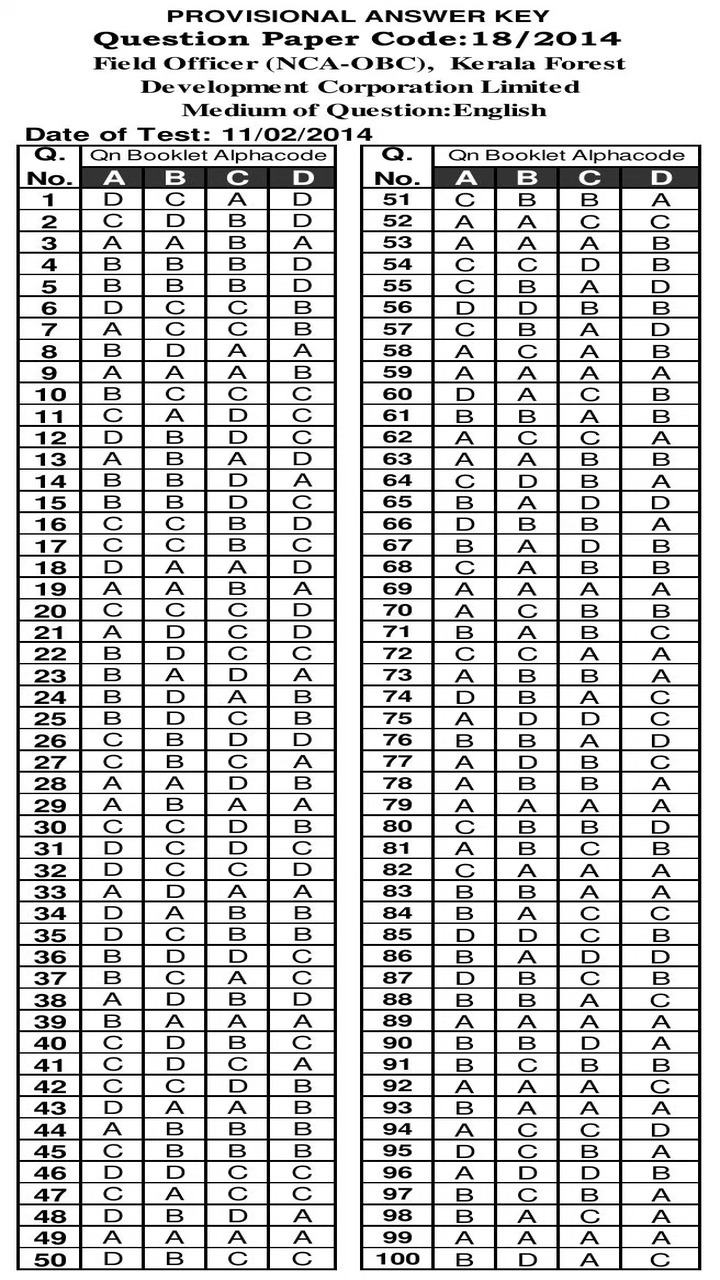 PROVISIONAL ANSWER KEY
Question Paper Code:18/2014
Field Officer (NCA-OBC), Kerala Forest
Development Corporation Limited
Medium of Question:English
Date of Test: 11/02/2014
Q. Qn Booklet Alphacode Q. Qn Booklet Alphacode
No. A B C D No. A B C D
1 D C A D 51 C B B A
2 C D B D 52 A A C C
3 A A B A 53 A A A B
4 B B B D 54 C C D B
5 B B B D 55 C B A D
6 D C C B 56 D D B B
7 A C C B 57 C B A D
8 B D A A 58 A C A B
9 A A A B 59 A A A A
10 B C C C 60 D A C B
11 C A D C 61 B B A B
12 D B D C 62 A C C A
13 A B A D 63 A A B B
14 B B D A 64 C D B A
15 B B D C 65 B A D D
16 C C B D 66 D B B A
17 C C B C 67 B A D B
18 D A A D 68 C A B B
19 A A B A 69 A A A A
20 C C C D 70 A C B B
21 A D C D 71 B A B C
22 B D C C 72 C C A A
23 B A D A 73 A B B A
24 B D A B 74 D B A C
25 B D C B 75 A D D C
26 C B D D 76 B B A D
27 C B C A 77 A D B C
28 A A D B 78 A B B A
29 A B A A 79 A A A A
30 C C D B 80 C B B D
31 D C D C 81 A B C B
32 D C C D 82 C A A A
33 A D A A 83 B B A A
34 D A B B 84 B A C C
35 D C B B 85 D D C B
36 B D D C 86 B A D D
37 B C A C 87 D B C B
38 A D B D 88 B B A C
39 B A A A 89 A A A A
40 C D B C 90 B B D A
41 C D C A 91 B C B B
42 C C D B 92 A A A C
43 D A A B 93 B A A A
44 A B B B 94 A C C D
45 C B B B 95 D C B A
46 D D C C 96 A D D B
47 C A C C 97 B C B A
48 D B D A 98 B A C A
49 A A A A 99 A A A A
50 D B C C 100 B D A C